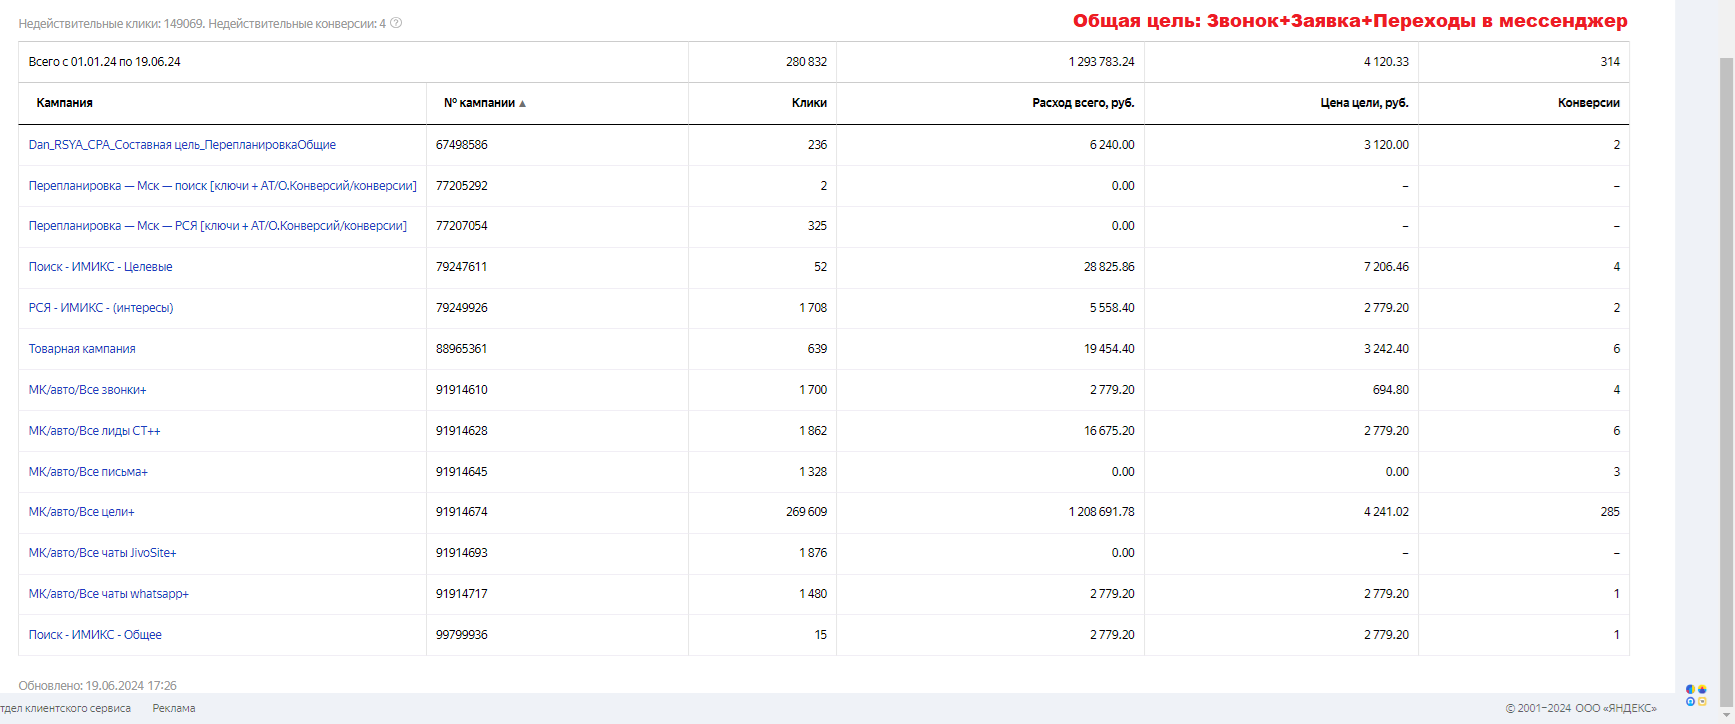 Недействительные клики: 149069. Недействительные конверсии: 4 ?
Общая цель: Звонок+Заявка+Переходы в мессенджер
Всего с 01.01.24 по 19.06.24 280 832 1 293 783.24 4 120.33 314
Кампания № кампании ▲ Клики Расход всего, руб. Цена цели, руб. Конверсии
Dan_RSYA_CPA_Составная цель_ПерепланировкаОбщие 67498586 236 6 240.00 3 120.00 2
Перепланировка — Мск — поиск [ключи + АТ/О.Конверсий/конверсии] 77205292 2 0.00 – –
Перепланировка — Мск — РСЯ [ключи + АТ/О.Конверсий/конверсии] 77207054 325 0.00 – –
Поиск - ИМИКС - Целевые 79247611 52 28 825.86 7 206.46 4
РСЯ - ИМИКС - (интересы) 79249926 1 708 5 558.40 2 779.20 2
Товарная кампания 88965361 639 19 454.40 3 242.40 6
МК/авто/Все звонки+ 91914610 1 700 2 779.20 694.80 4
МК/авто/Все лиды СТ++ 91914628 1 862 16 675.20 2 779.20 6
МК/авто/Все письма+ 91914645 1 328 0.00 0.00 3
МК/авто/Все цели+ 91914674 269 609 1 208 691.78 4 241.02 285
МК/авто/Все чаты JivoSite+ 91914693 1 876 0.00 – –
МК/авто/Все чаты whatsapp+ 91914717 1 480 2 779.20 2 779.20 1
Поиск - ИМИКС - Общее 99799936 15 2 779.20 2 779.20 1
Обновлено: 19.06.2024 17:26
тдел клиентского сервиса Реклама © 2001–2024 ООО «ЯНДЕКС»